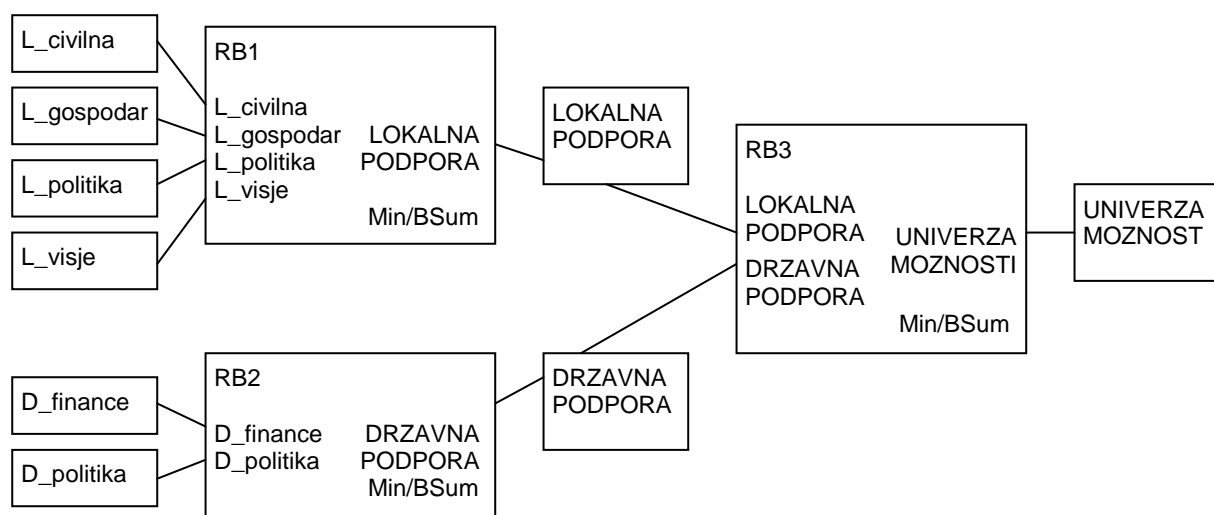 L_civilna
L_gospodar
L_politika
L_visje
RB1
L_civilna
L_gospodar
L_politika
L_visje
LOKALNA
PODPORA
Min/BSum
LOKALNA
PODPORA
D_finance
D_politika
RB2
D_finance
D_politika
DRZAVNA
PODPORA
Min/BSum
DRZAVNA
PODPORA
RB3
LOKALNA
PODPORA
DRZAVNA
PODPORA
UNIVERZA
MOZNOSTI
Min/BSum
UNIVERZA
MOZNOST